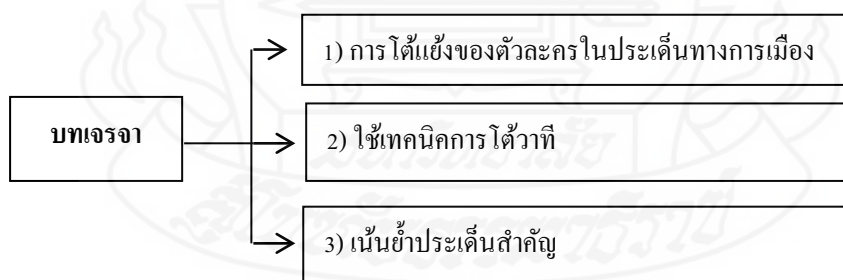 1) การโต้แย้งของตัวละครในประเด็นทางการเมือง
บทเจรจา
2) ใช้เทคนิคการโต้วาที
3) เน้นย้ำประเด็นสำคัญ